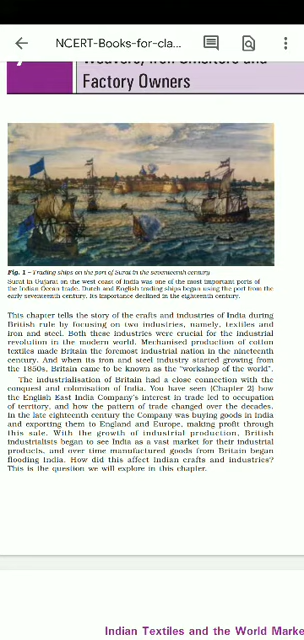 NCERT-Books-for-cla...
Weavers, Iron Smelters and
Factory Owners
Fig. 1 – Trading ships on the port of Surat in the seventeenth century
Surat in Gujarat on the west coast of India was one of the most important ports of
the Indian Ocean trade. Dutch and English trading ships began using the port from the
early seventeenth century. Its importance declined in the eighteenth century.
This chapter tells the story of the crafts and industries of India during
British rule by focusing on two industries, namely, textiles and
iron and steel. Both these industries were crucial for the industrial
revolution in the modern world. Mechanised production of cotton
textiles made Britain the foremost industrial nation in the nineteenth
century. And when its iron and steel industry started growing from
the 1850s, Britain came to be known as the "workshop of the world".
The industrialisation of Britain had a close connection with the
conquest and colonisation of India. You have seen (Chapter 2) how
the English East India Company's interest in trade led to occupation
of territory, and how the pattern of trade changed over the decades.
In the late eighteenth century the Company was buying goods in India
and exporting them to England and Europe, making profit through
this sale. With the growth of industrial production, British
industrialists began to see India as a vast market for their industrial
products, and over time manufactured goods from Britain began
flooding India. How did this affect Indian crafts and industries?
This is the question we will explore in this chapter.
Indian Textiles and the World Marke